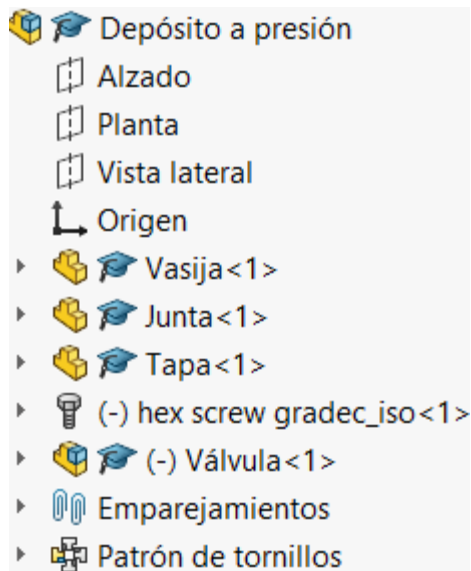 Depósito a presión
Alzado
Planta
Vista lateral
Origen
Vasija<1>
Junta<1>
Tapa<1>
(-) hex screw gradec_iso<1>
(-) Válvula<1>
Emparejamientos
Patrón de tornillos